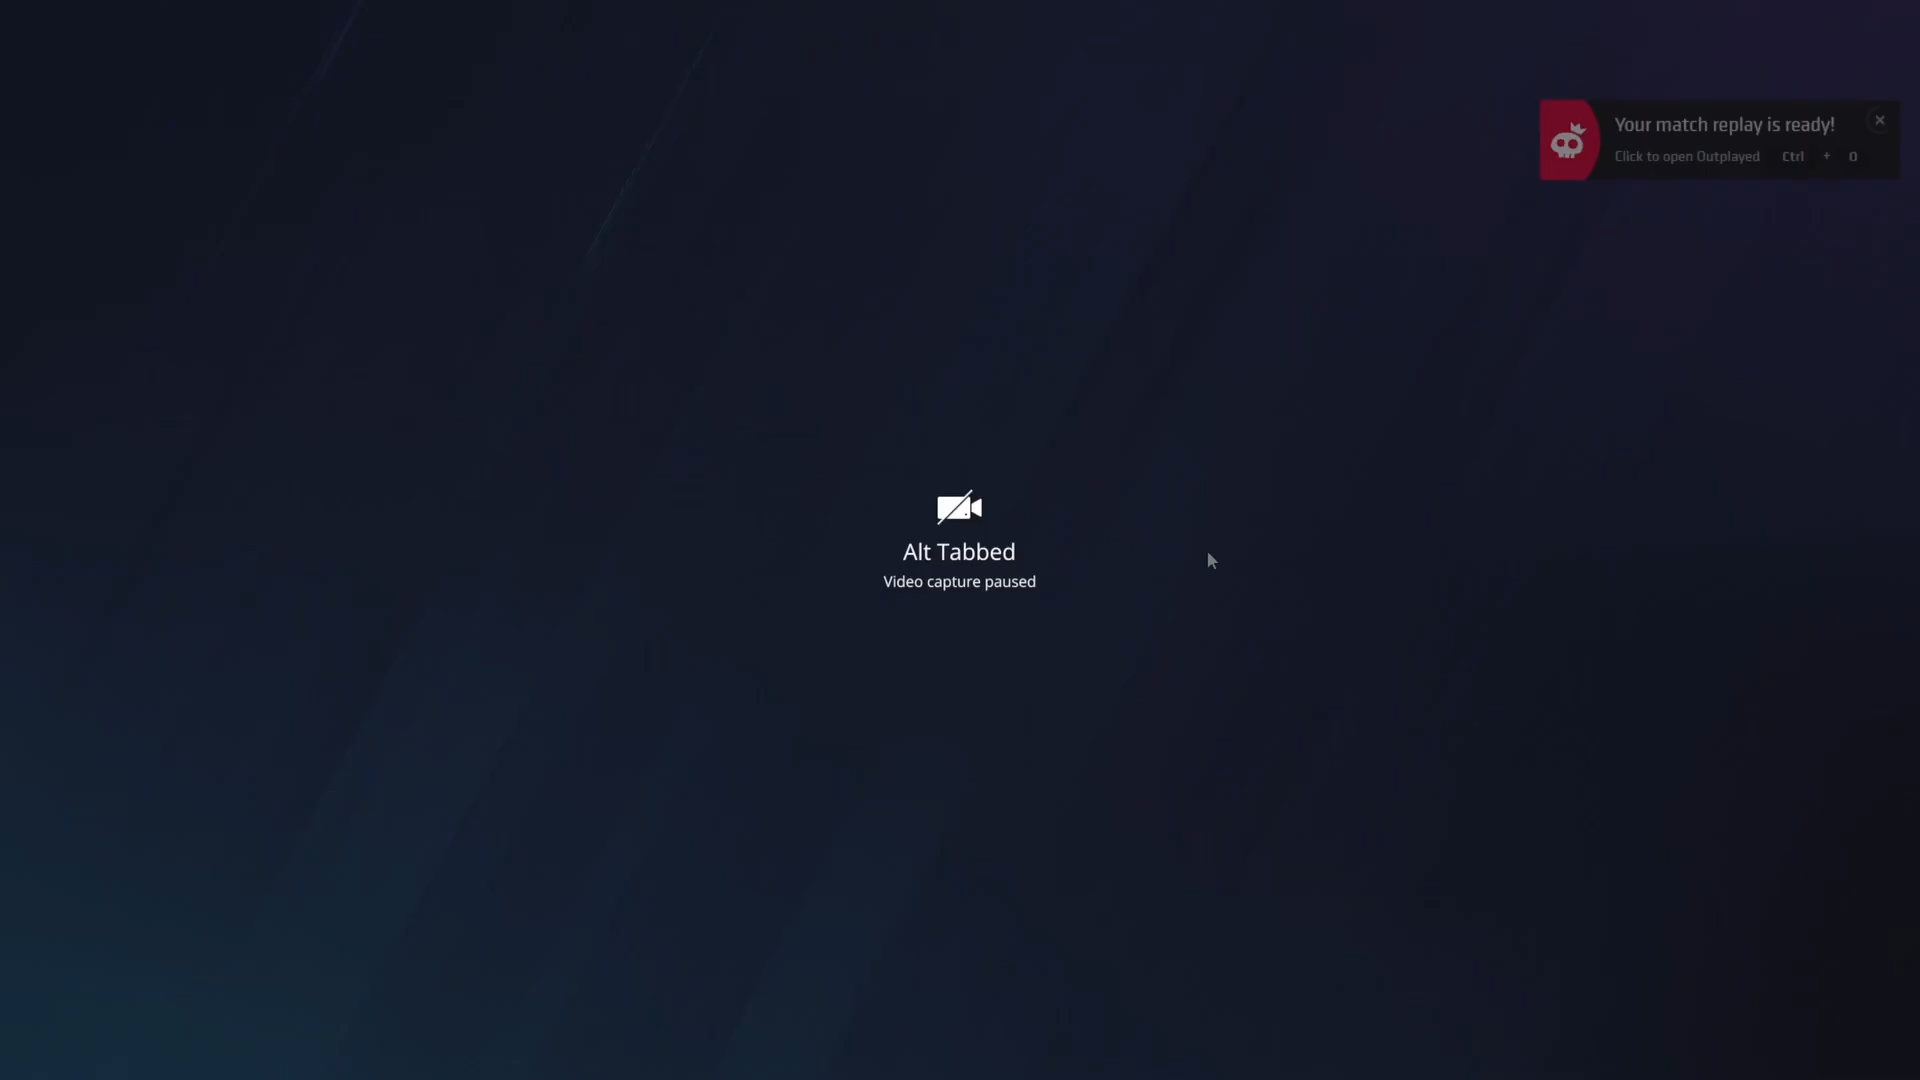 Your match replay is ready!
Click to open Outplayed Ctrl + O
Alt Tabbed
Video capture paused